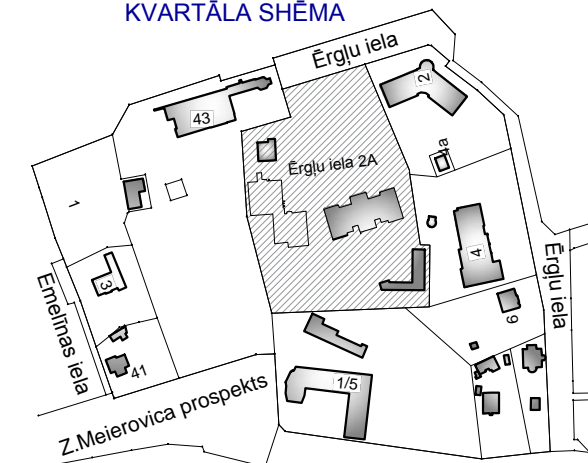 KVARTĀLA SHĒMA
Ērgļu iela
2
43
4a
Ērgļu iela 2A
1
4
Ērgļu iela
3
Emelīnas iela
6
41
1/5
Z.Meierovica prospekts